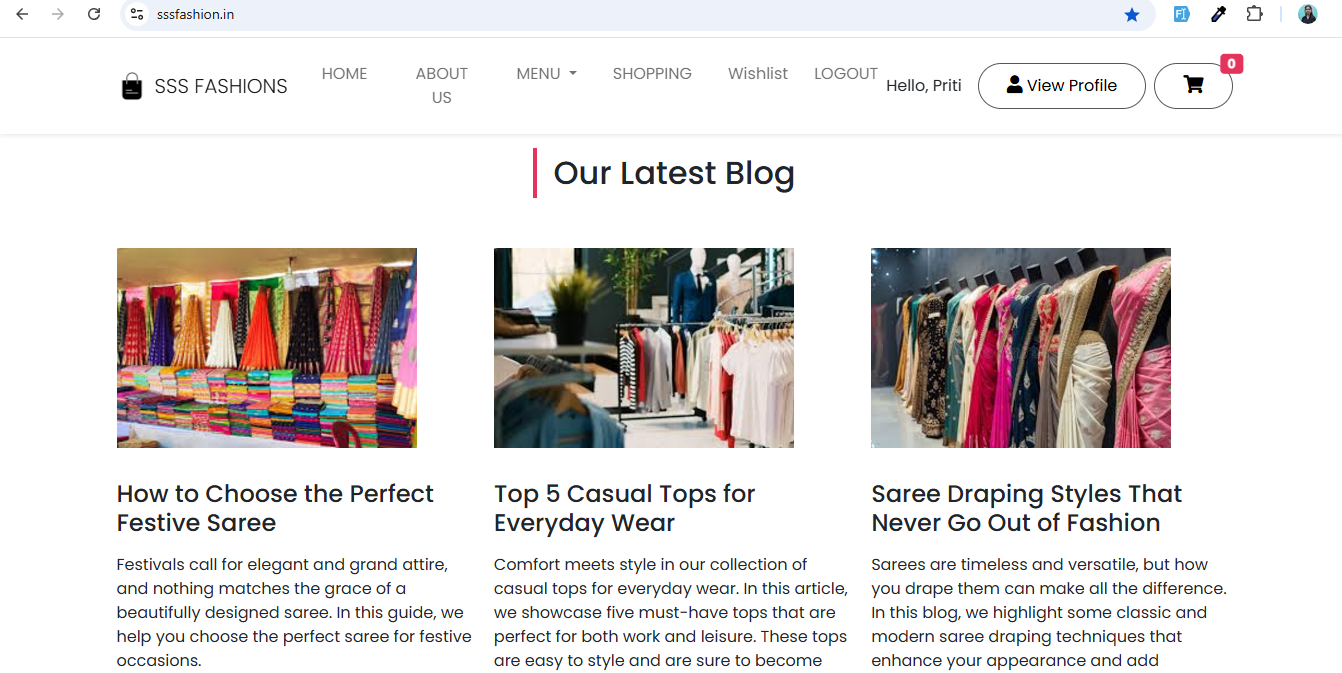 sssfashion.in
SSS FASHIONS
HOME
ABOUT
US
MENU
SHOPPING
Wishlist
LOGOUT
Hello, Priti
View Profile
0
Our Latest Blog
How to Choose the Perfect
Festive Saree
Festivals call for elegant and grand attire,
and nothing matches the grace of a
beautifully designed saree. In this guide, we
help you choose the perfect saree for festive
occasions.
Top 5 Casual Tops for
Everyday Wear
Comfort meets style in our collection of
casual tops for everyday wear. In this article,
we showcase five must-have tops that are
perfect for both work and leisure. These tops
are easy to style and are sure to become
Saree Draping Styles That
Never Go Out of Fashion
Sarees are timeless and versatile, but how
you drape them can make all the difference.
In this blog, we highlight some classic and
modern saree draping techniques that
enhance your appearance and add